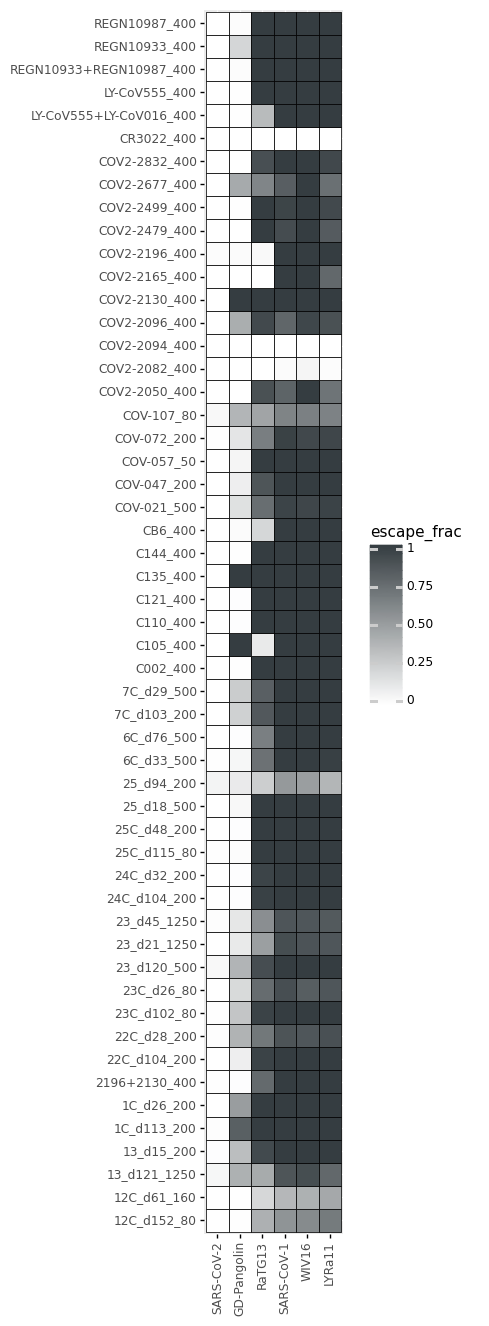 REGN10987_400
REGN10933_400
REGN10933+REGN10987_400
LY-CoV555_400
LY-CoV555+LY-CoV016_400
CR3022_400
COV2-2832_400
COV2-2677_400
COV2-2499_400
COV2-2479_400
COV2-2196_400
COV2-2165_400
COV2-2130_400
COV2-2096_400
COV2-2094_400
COV2-2082_400
COV2-2050_400
COV-107_80
COV-072_200
COV-057_50
COV-047_200
COV-021_500
CB6_400
C144_400
C135_400
C121_400
C110_400
C105_400
C002_400
7C_d29_500
7C_d103_200
6C_d76_500
6C_d33_500
25_d94_200
25_d18_500
25C_d48_200
25C_d115_80
24C_d32_200
24C_d104_200
23_d45_1250
23_d21_1250
23_d120_500
23C_d26_80
23C_d102_80
22C_d28_200
22C_d104_200
2196+2130_400
1C_d26_200
1C_d113_200
13_d15_200
13_d121_1250
12C_d61_160
12C_d152_80
SARS-CoV-2
GD-Pangolin
RaTG13
SARS-CoV-1
WIV16
LYRa11
escape_frac
1
0.75
0.50
0.25
0